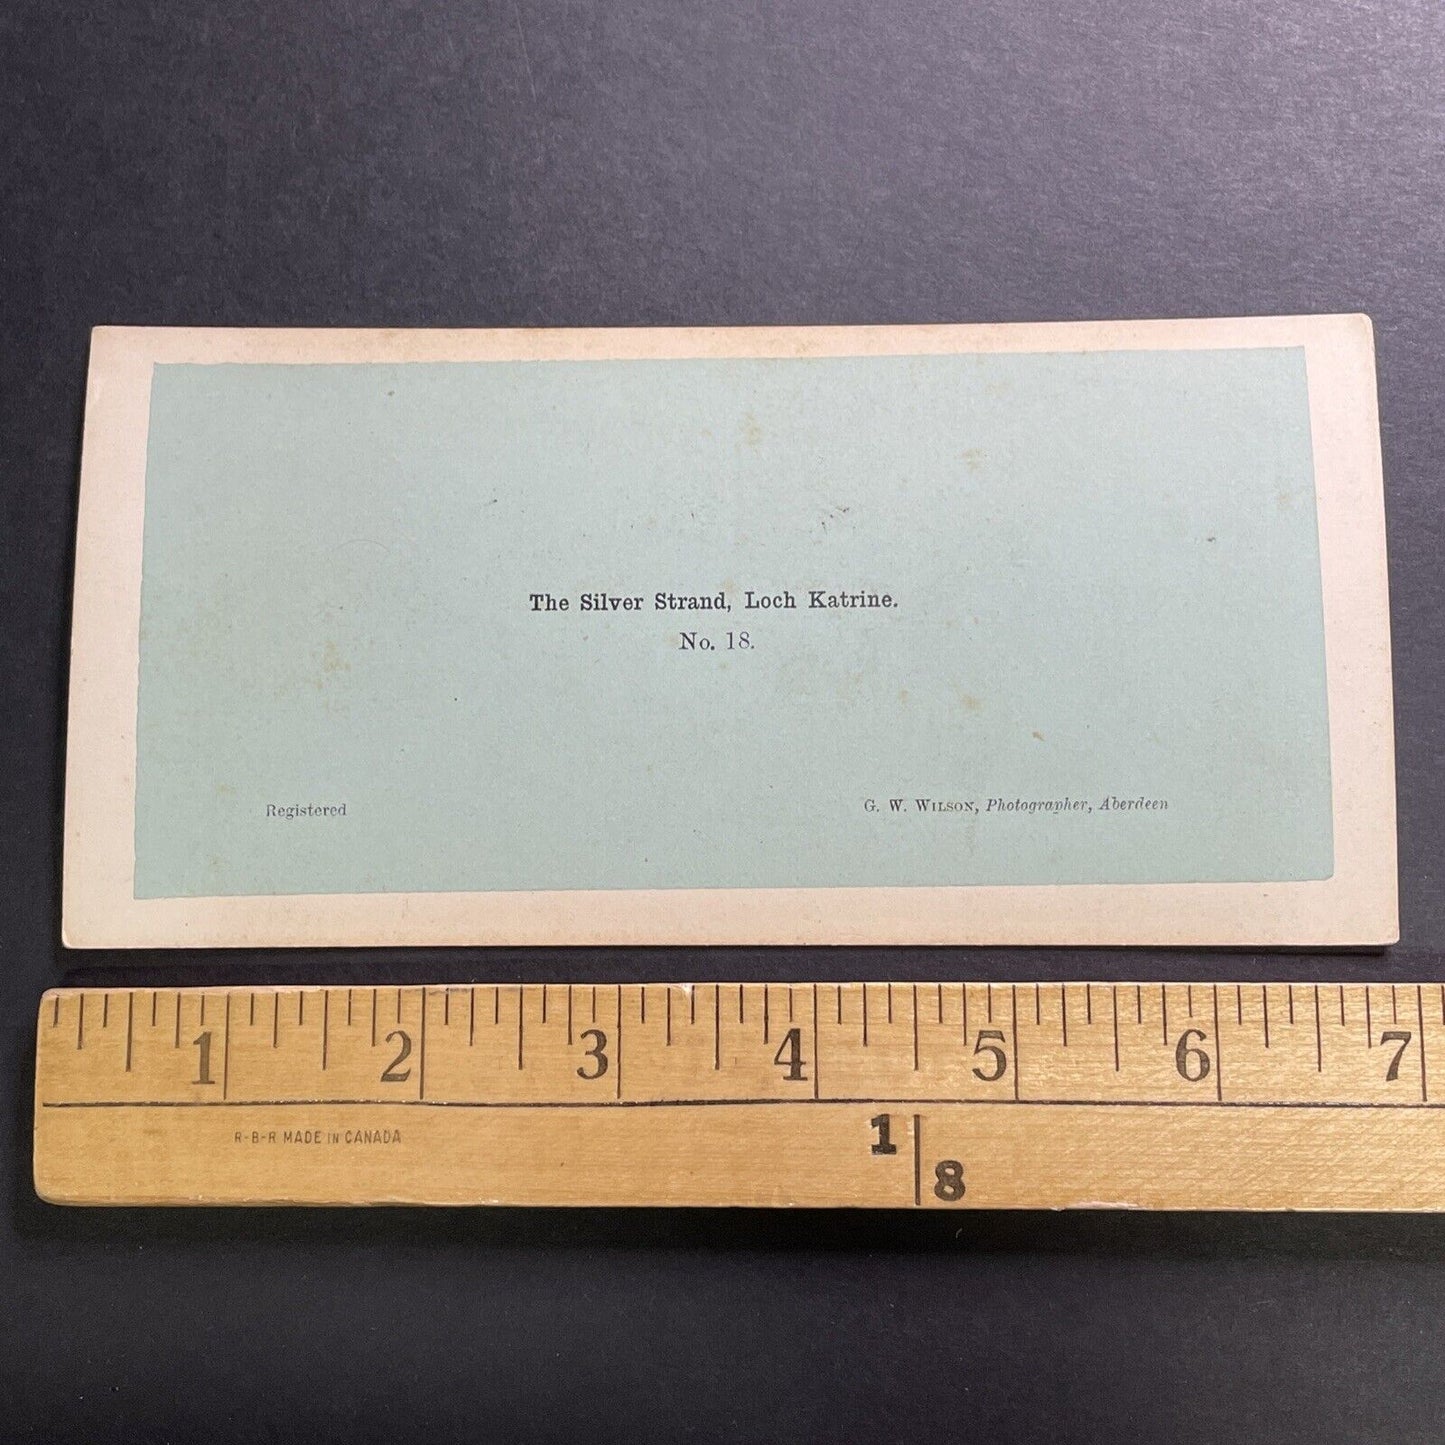 The Silver Strand, Loch Katrine.
No. 18.
Registered
G. W. WILSON, Photographer, Aberdeen
1 2 3 4 5 6 7
R-B-R MADE IN CANADA
1
8